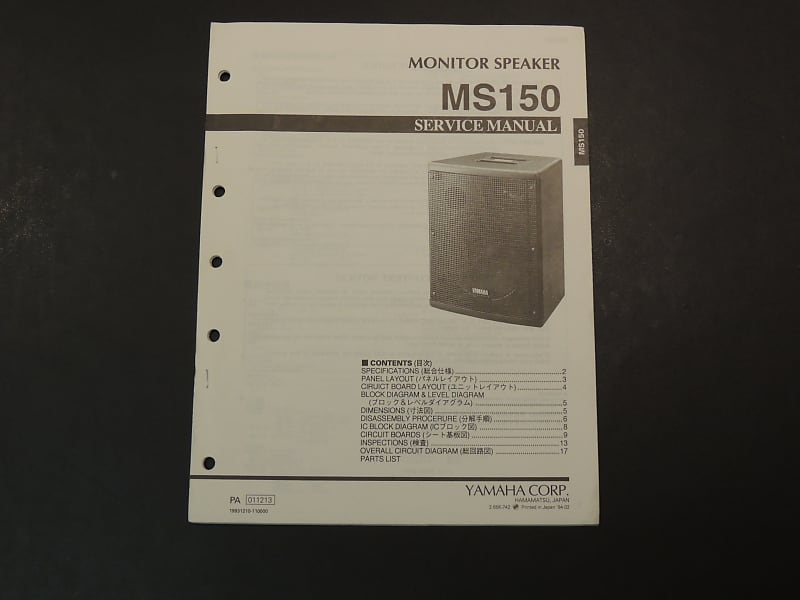 MONITOR SPEAKER
MS150
SERVICE MANUAL
MS150
YAMAHA
■ CONTENTS (目次)
SPECIFICATIONS (総合仕様) ........ 2
PANEL LAYOUT (パネルレイアウト) ........ 3
CIRUICT BOARD LAYOUT (ユニットレイアウト) ........ 4
BLOCK DIAGRAM & LEVEL DIAGRAM
(ブロック＆レベルダイアグラム) ........ 5
DIMENSIONS (寸法図) ........ 5
DISASSEMBLY PROCERURE (分解手順) ........ 6
IC BLOCK DIAGRAM (ICブロック図) ........ 8
CIRCUIT BOARDS (シート基板図) ........ 9
INSPECTIONS (検査) ........ 13
OVERALL CIRCUIT DIAGRAM (総回路図) ........ 17
PARTS LIST
YAMAHA CORP.
HAMAMATSU, JAPAN
PA 011213
19931210-110000
Printed in Japan '94.02